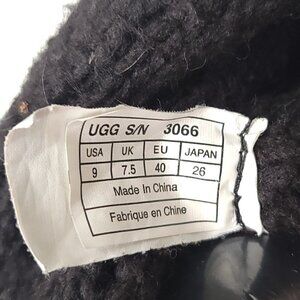 UGG S/N 3066
USA UK EU JAPAN
9 7.5 40 26
Made In China
Fabrique en Chine